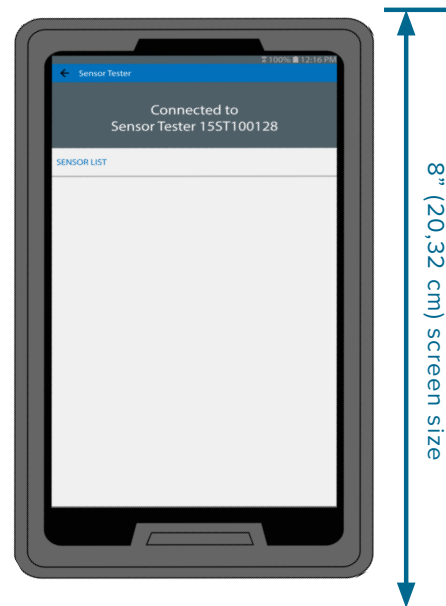 100% 12:16 PM
Sensor Tester
Connected to
Sensor Tester 15ST100128
SENSOR LIST
8” (20,32 cm) screen size